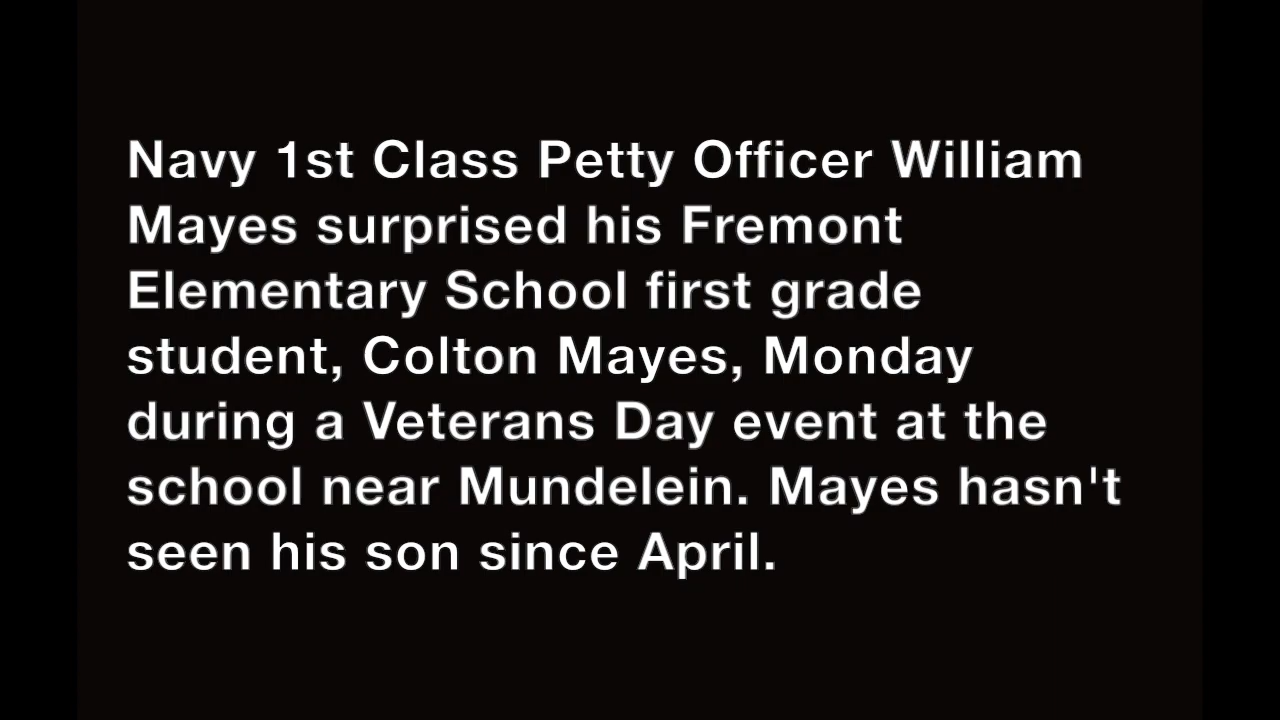 Navy 1st Class Petty Officer William
Mayes surprised his Fremont
Elementary School first grade
student, Colton Mayes, Monday
during a Veterans Day event at the
school near Mundelein. Mayes hasn't
seen his son since April.